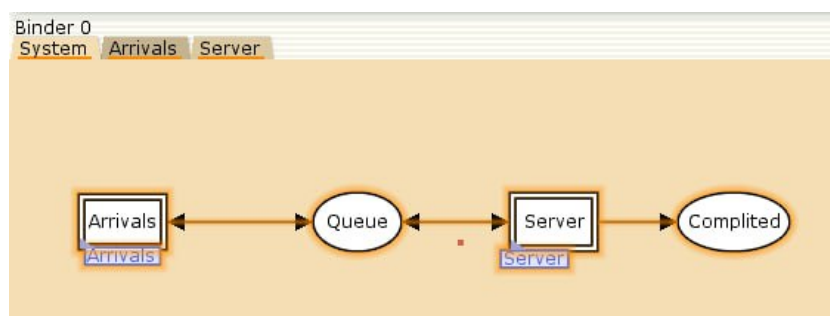 Binder 0
System Arrivals Server
Arrivals Queue Server Complited
Arrivals Server